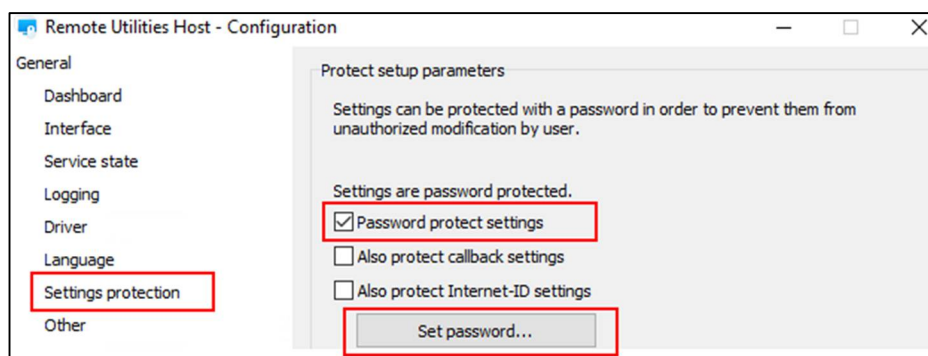 Remote Utilities Host - Configuration
General
Dashboard
Interface
Service state
Logging
Driver
Language
Settings protection
Other
Protect setup parameters
Settings can be protected with a password in order to prevent them from
unauthorized modification by user.
Settings are password protected.
Password protect settings
Also protect callback settings
Also protect Internet-ID settings
Set password...